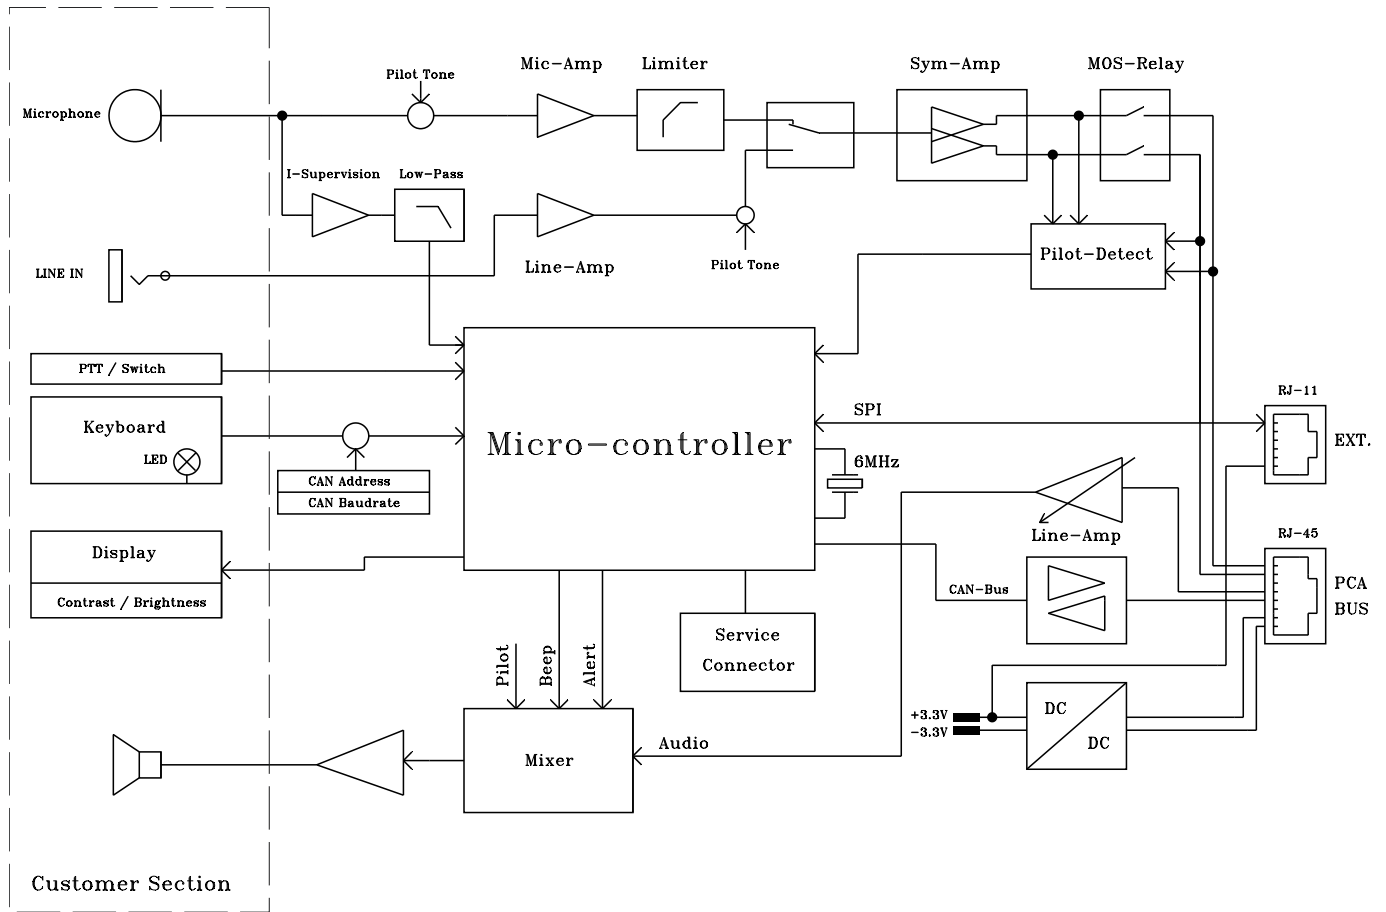 Mic-Amp
Limiter
Sym-Amp
MOS-Relay
Pilot Tone
Microphone
I-Supervision
Low-Pass
LINE IN
Line-Amp
Pilot Tone
Pilot-Detect
PTT / Switch
Keyboard
LED
CAN Address
CAN Baudrate
Micro-controller
SPI
6MHz
RJ-11
EXT.
Line-Amp
RJ-45
PCA
BUS
Display
Contrast / Brightness
CAN-Bus
Service
Connector
Pilot
Beep
Alert
+3.3V
-3.3V
DC
DC
Audio
Mixer
Customer Section